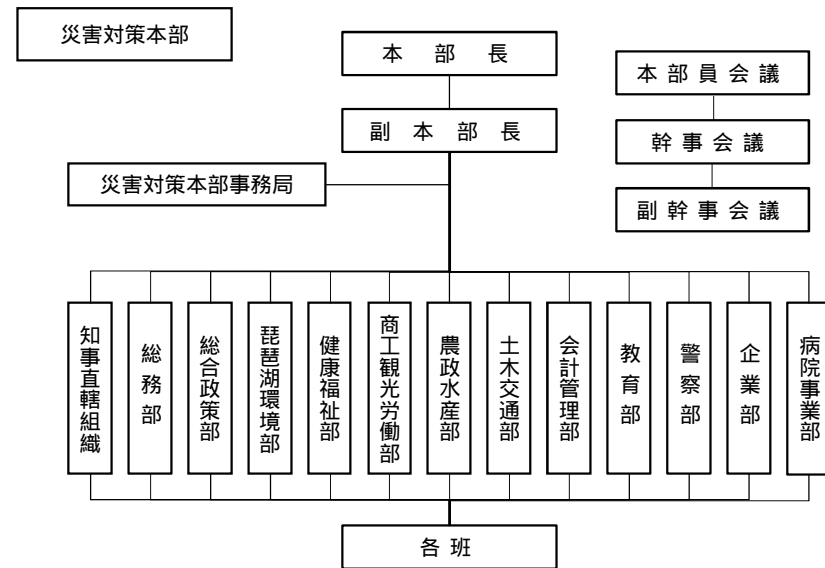 災害対策本部
本部長
副本部長
災害対策本部事務局
本部員会議
幹事会議
副幹事会議
知事直轄組織
総務部
総合政策部
琵琶湖環境部
健康福祉部
商工観光労働部
農政水産部
土木交通部
会計管理部
教育部
警察部
企業部
病院事業部
各班